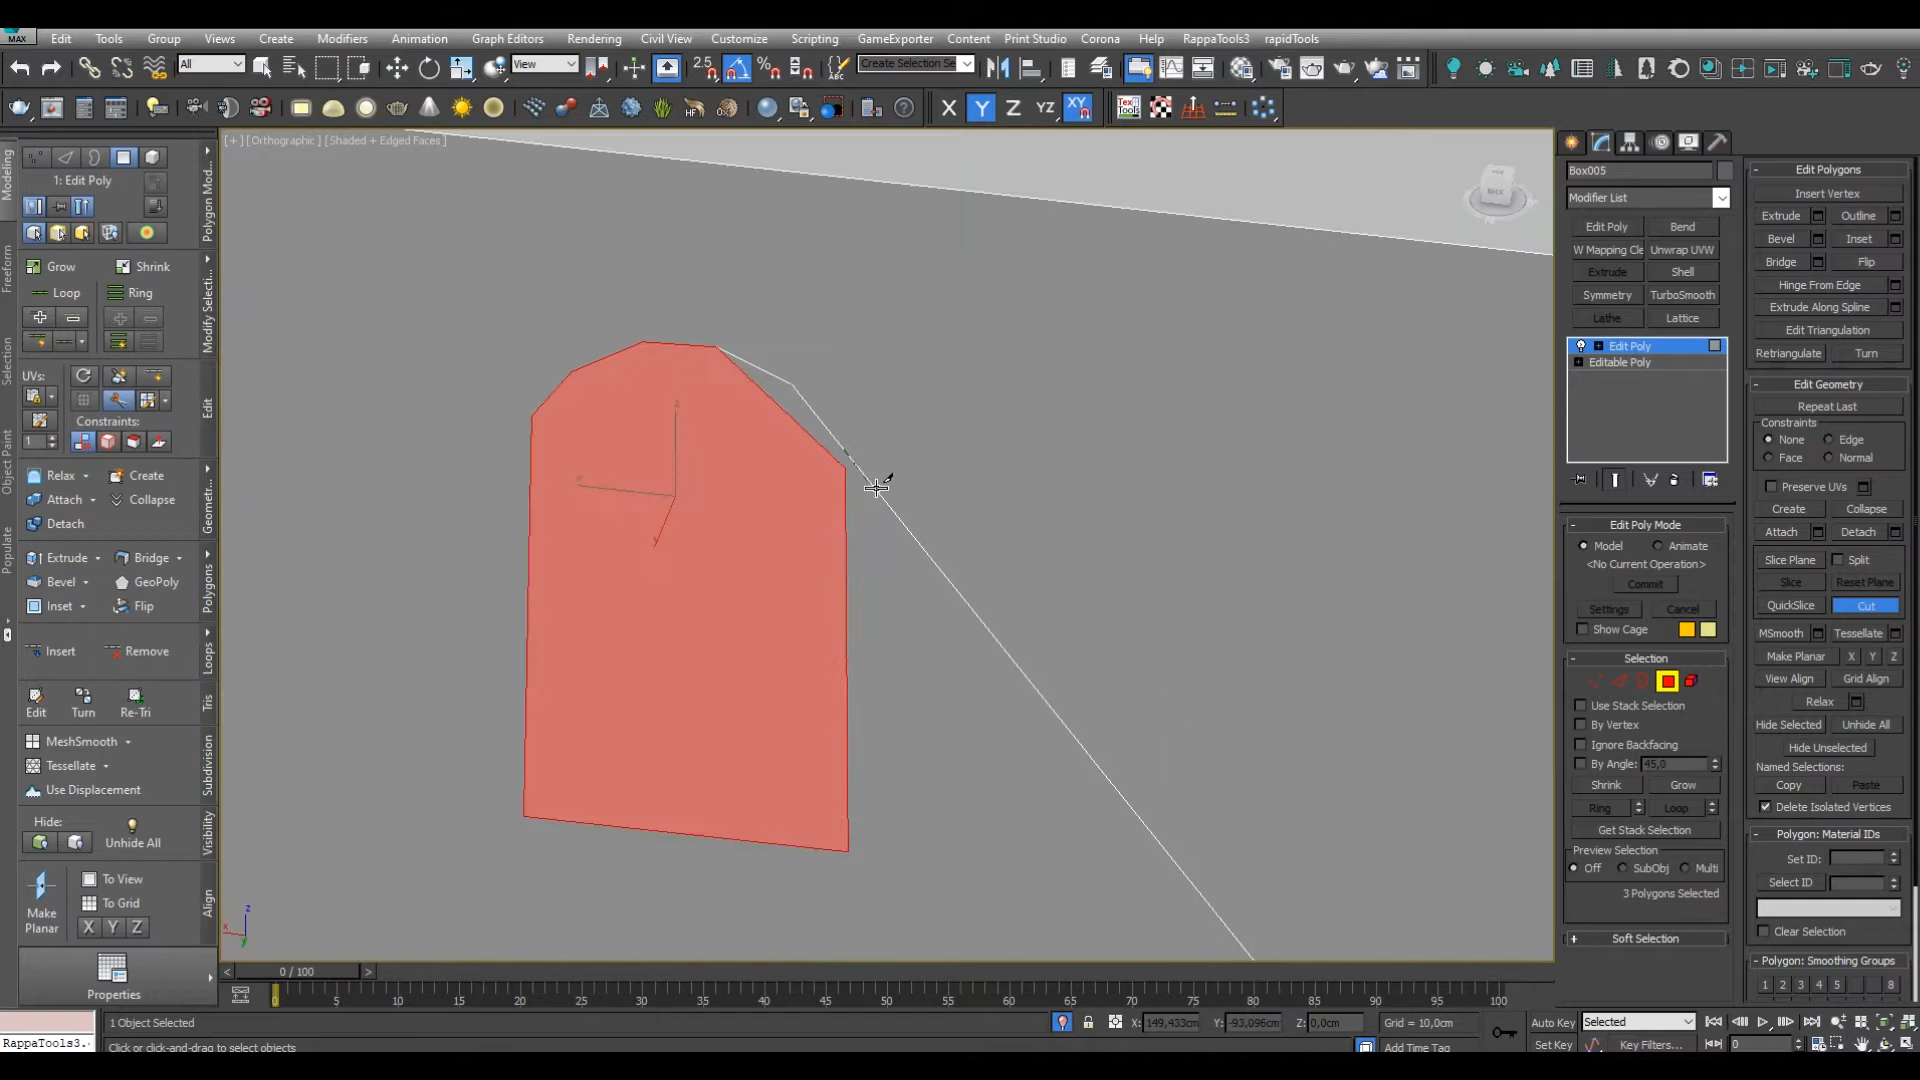 MAX Edit Tools Group Views Create Modifiers Animation Graph Editors Rendering Civil View Customize Scripting GameExporter Content Print Studio Corona Help RappaTools3 rapidTools
All View 2.5 % ABC Create Selection Se
HF X Y Z YZ XY Tex Tools
[+] [Orthographic] [Shaded + Edged Faces]
Modeling
Freeform
Selection
Object Paint
Populate
1: Edit Poly
Polygon Mod...
Grow Shrink
Loop Ring
Modify Selecti...
UVs:
Edit
Constraints:
1
Relax Create
Attach Collapse
Detach
Geometr...
Extrude Bridge
Bevel GeoPoly
Inset Flip
Polygons
Insert Remove
Loops
Edit Turn Re-Tri
Tris
MeshSmooth
Tessellate
Use Displacement
Subdivision
Hide:
Unhide All
Visibility
Make Planar
To View
To Grid
X Y Z
Align
Properties
BACK
z
x
y
z
x
y
Box005
Modifier List
Edit Poly Bend
W Mapping Cle Unwrap UVW
Extrude Shell
Symmetry TurboSmooth
Lathe Lattice
Edit Poly
Editable Poly
Edit Poly Mode
Model Animate
<No Current Operation>
Commit
Settings Cancel
Show Cage
Selection
Use Stack Selection
By Vertex
Ignore Backfacing
By Angle: 45,0
Shrink Grow
Ring Loop
Get Stack Selection
Preview Selection
Off SubObj Multi
3 Polygons Selected
Soft Selection
Edit Polygons
Insert Vertex
Extrude Outline
Bevel Inset
Bridge Flip
Hinge From Edge
Extrude Along Spline
Edit Triangulation
Retriangulate Turn
Edit Geometry
Repeat Last
Constraints
None Edge
Face Normal
Preserve UVs
Create Collapse
Attach Detach
Slice Plane Split
Slice Reset Plane
QuickSlice Cut
MSmooth Tessellate
Make Planar X Y Z
View Align Grid Align
Relax
Hide Selected Unhide All
Hide Unselected
Named Selections:
Copy Paste
Delete Isolated Vertices
Polygon: Material IDs
Set ID:
Select ID
Clear Selection
Polygon: Smoothing Groups
1 2 3 4 5 8
< 0 / 100 >
0 5 10 15 20 25 30 35 40 45 50 55 60 65 70 75 80 85 90 95 100
1 Object Selected X: 149,433cm Y: -93,096cm Z: 0,0cm Grid = 10,0cm Auto Key Selected
RappaTools3. Click or click-and-drag to select objects Add Time Tag Set Key Key Filters... 0